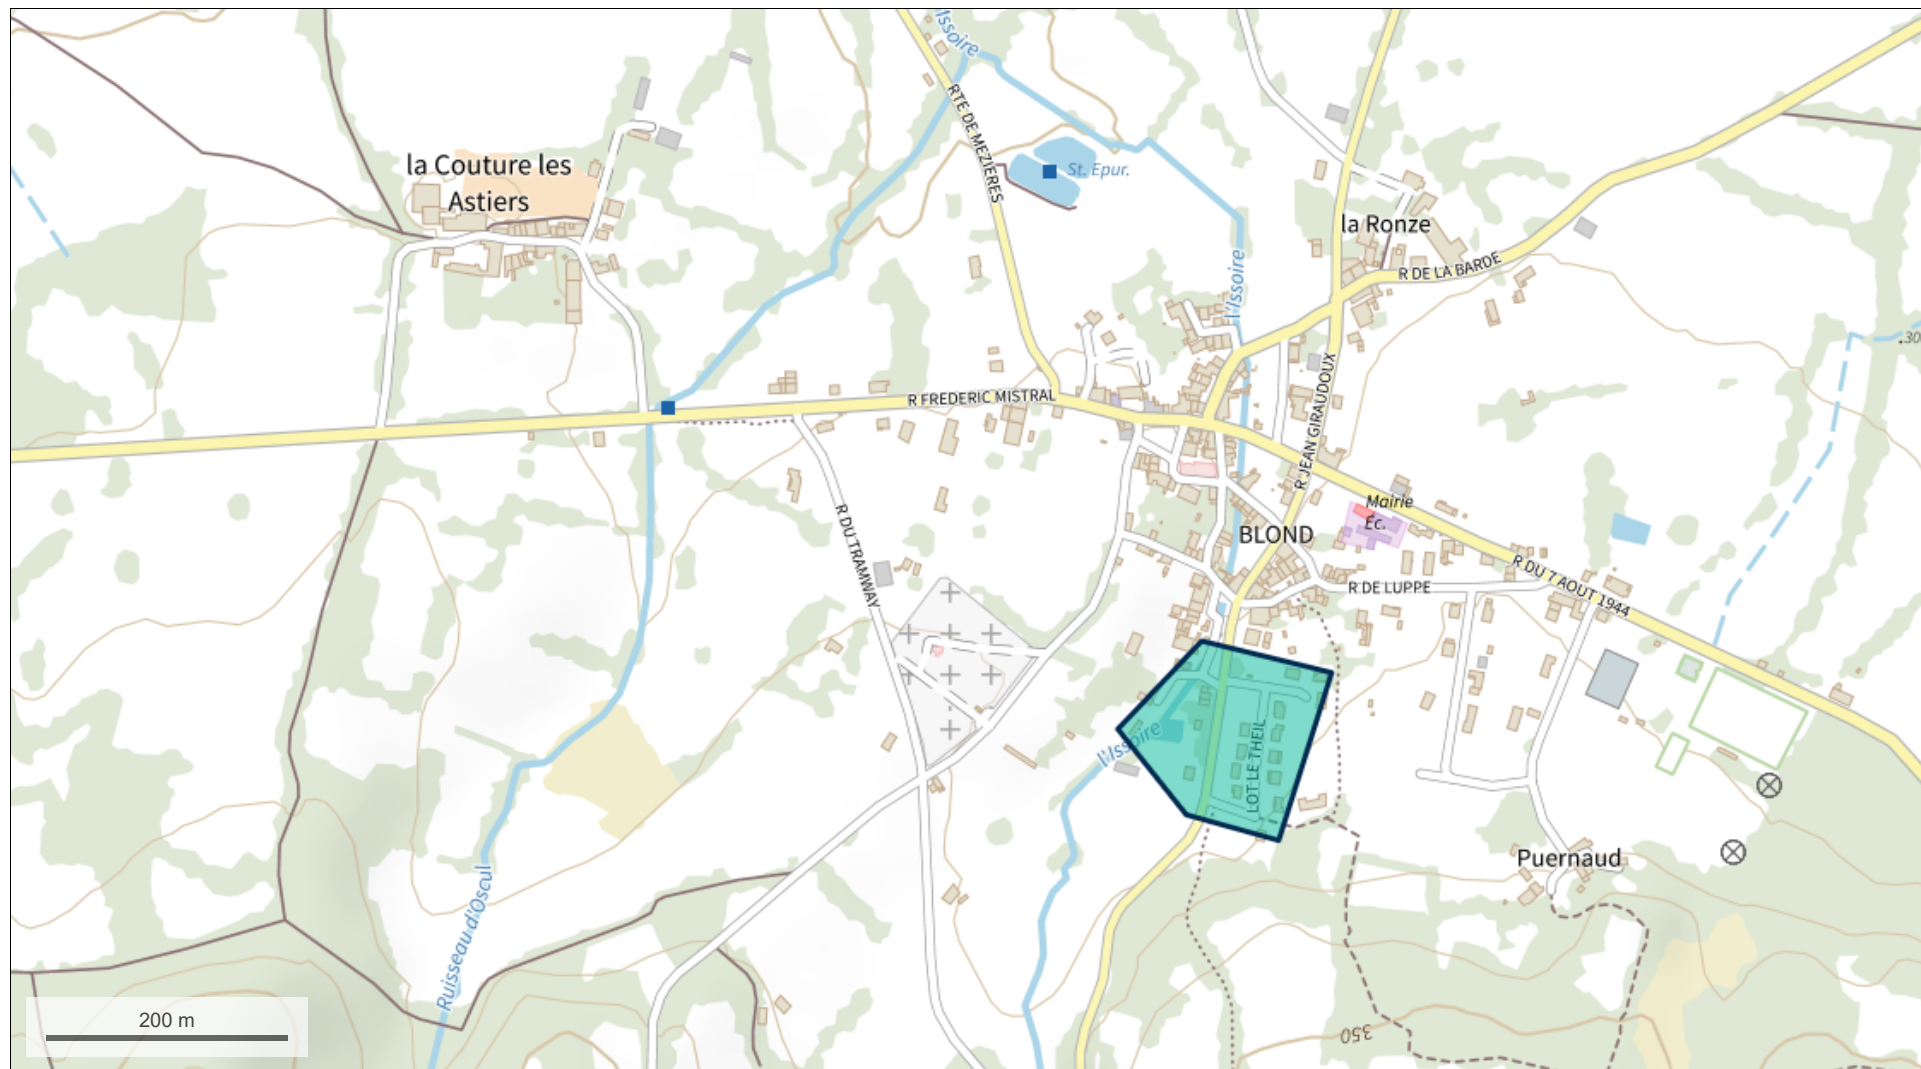 l'Issoire
RTE DE MEZIERES
la Couture les
Astiers
St. Epur.
la Ronze
R DE LA BARDE
l'Issoire
.30
R JEAN GIRAUDOUX
R FREDERIC MISTRAL
Mairie
Éc.
BLOND
R DU TRAMWAY
R DU 7 AOUT 1944
R DE LUPPE
l'Issoire
LOT LE THEIL
Puernaud
Ruisseau d'Oscul
350
200 m